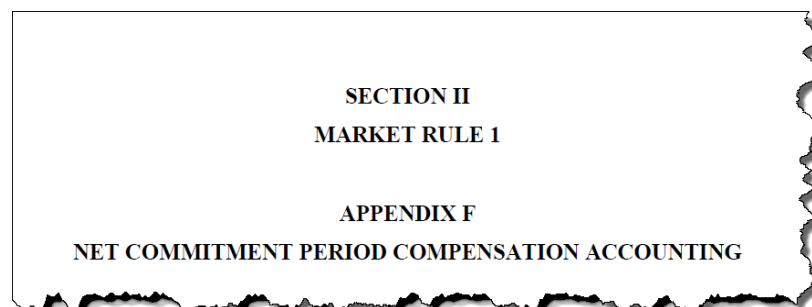 SECTION II
MARKET RULE 1
APPENDIX F
NET COMMITMENT PERIOD COMPENSATION ACCOUNTING